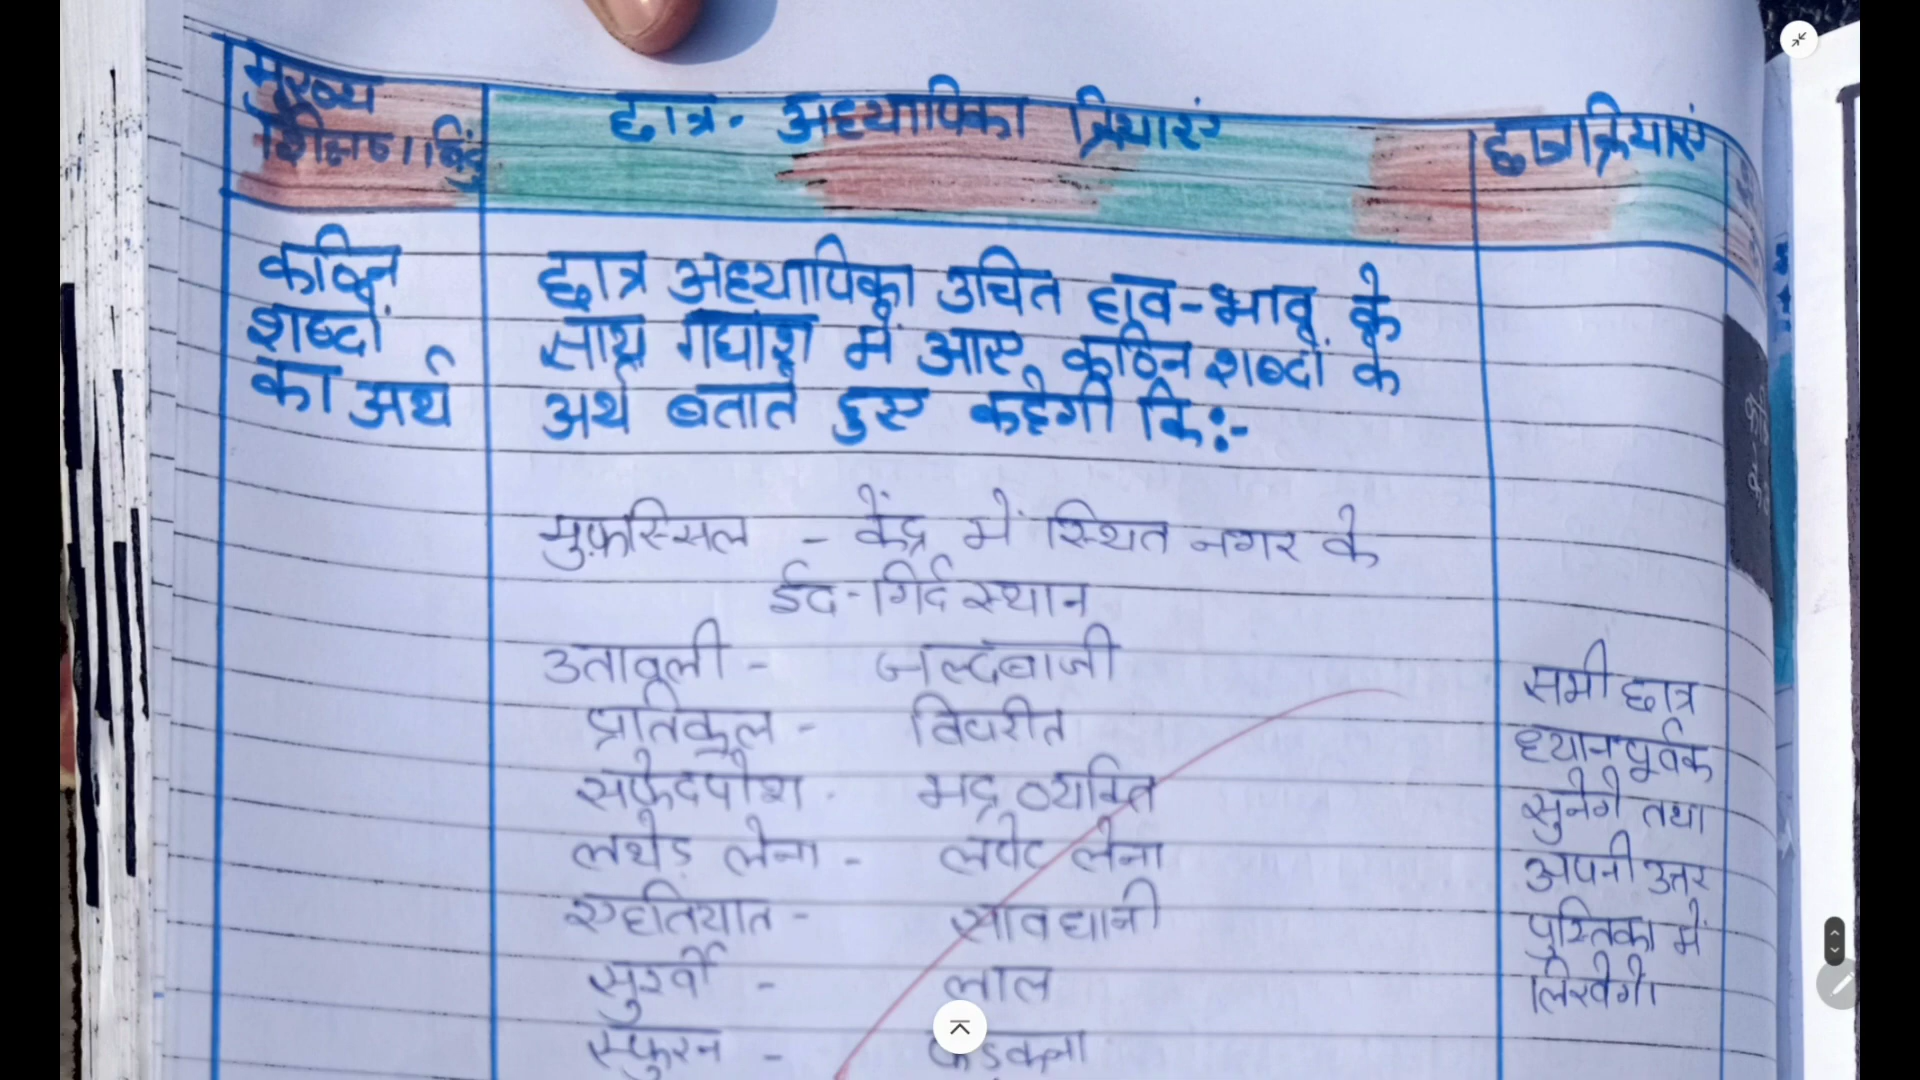 मुख्य
शिक्षण बिंदु
छात्र- अध्यापिका क्रियाएं
छात्रक्रियाएं
कठिन
शब्दों
का अर्थ
छात्र अध्यापिका उचित हाव-भाव के
साथ गद्यांश में आए कठिन शब्दों के
अर्थ बताते हुए कहेगी कि:-
मुफ़स्सिल - केंद्र में स्थित नगर के
ईद-गिर्द स्थान
उतावली - जल्दबाजी
प्रतिकूल - विपरीत
सफ़ेदपोश - भद्र व्यक्ति
लथेड़ लेना - लपेट लेना
एहतियात - सावधानी
सुर्खी - लाल
स्फुरन - फड़कना
सभी छात्र
ध्यानपूर्वक
सुनेगे तथा
अपनी उत्तर
पुस्तिका में
लिखेगे।